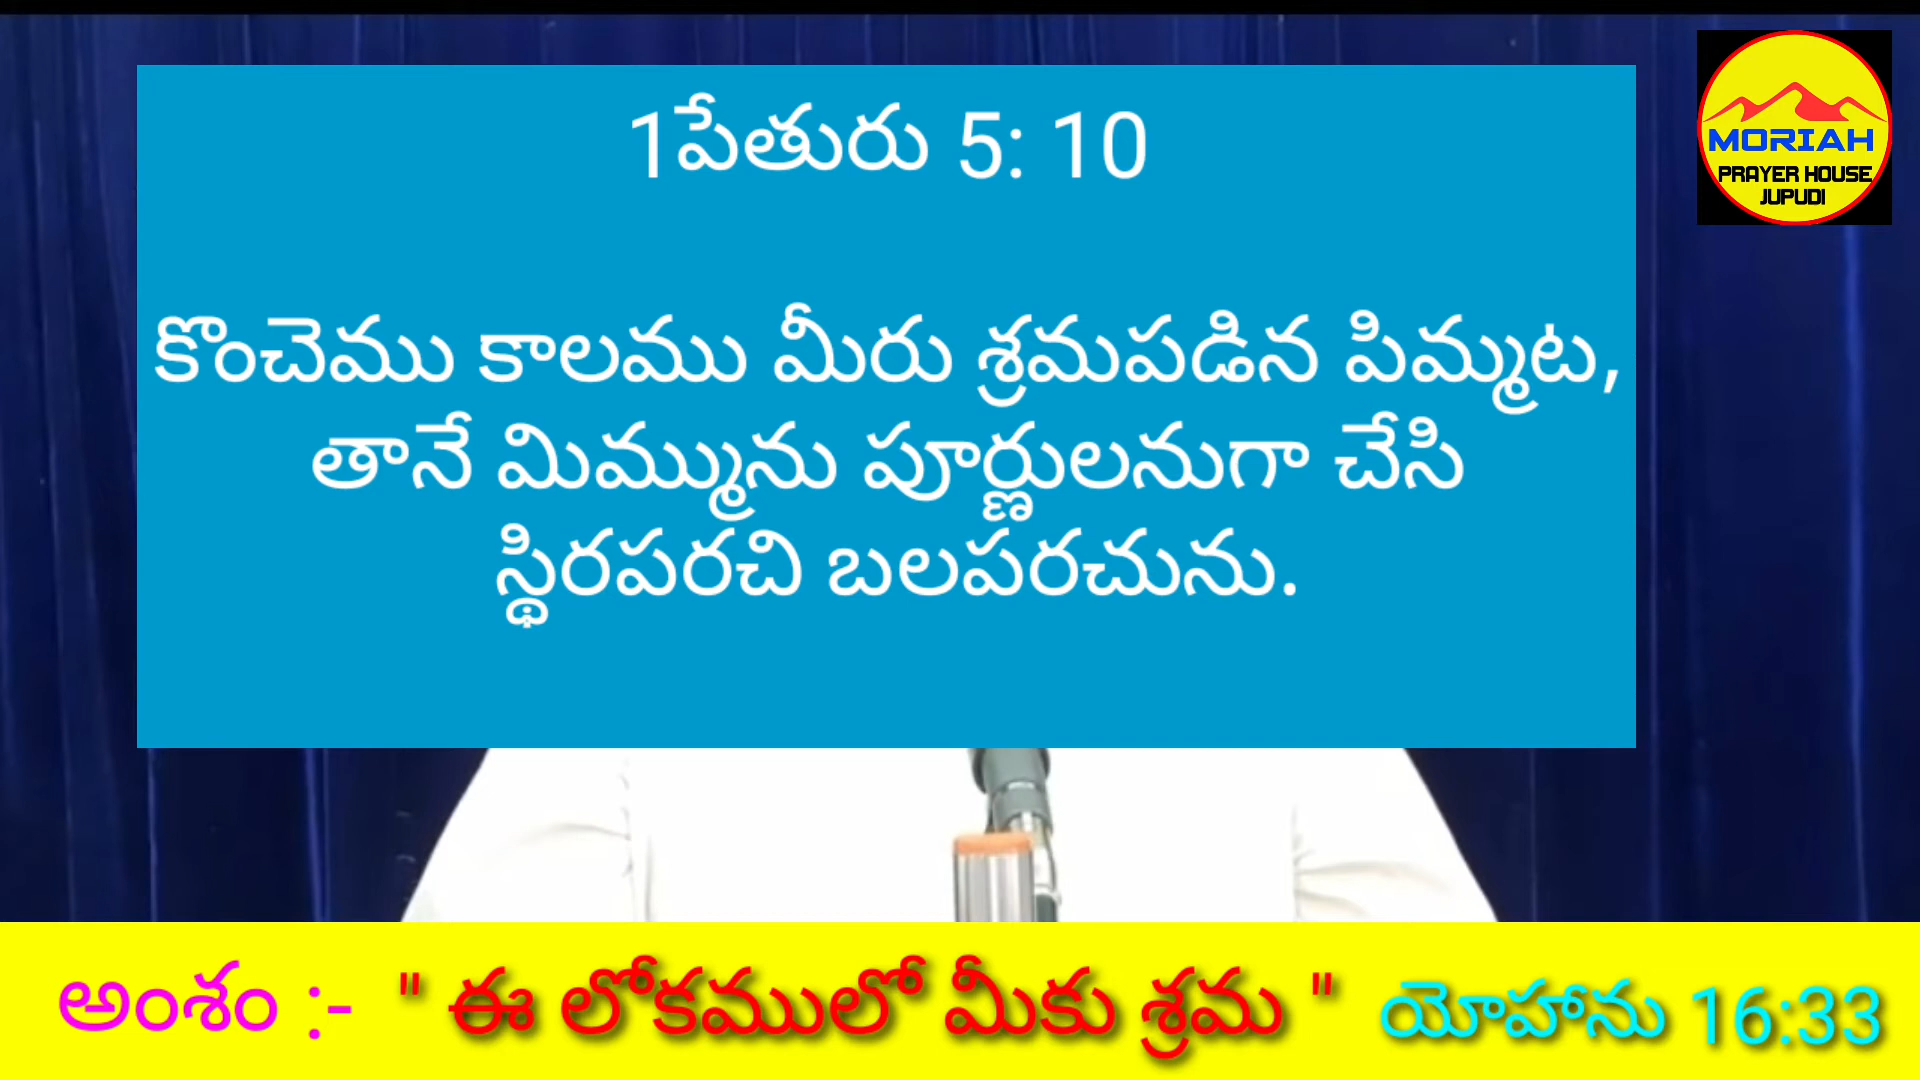 1పేతురు 5: 10
కొంచెము కాలము మీరు శ్రమపడిన పిమ్మట,
తానే మిమ్మును పూర్ణులనుగా చేసి
స్థిరపరచి బలపరచును.
MORIAH
PRAYER HOUSE
JUPUDI
అంశం :- " ఈ లోకములో మీకు శ్రమ " యోహాను 16:33